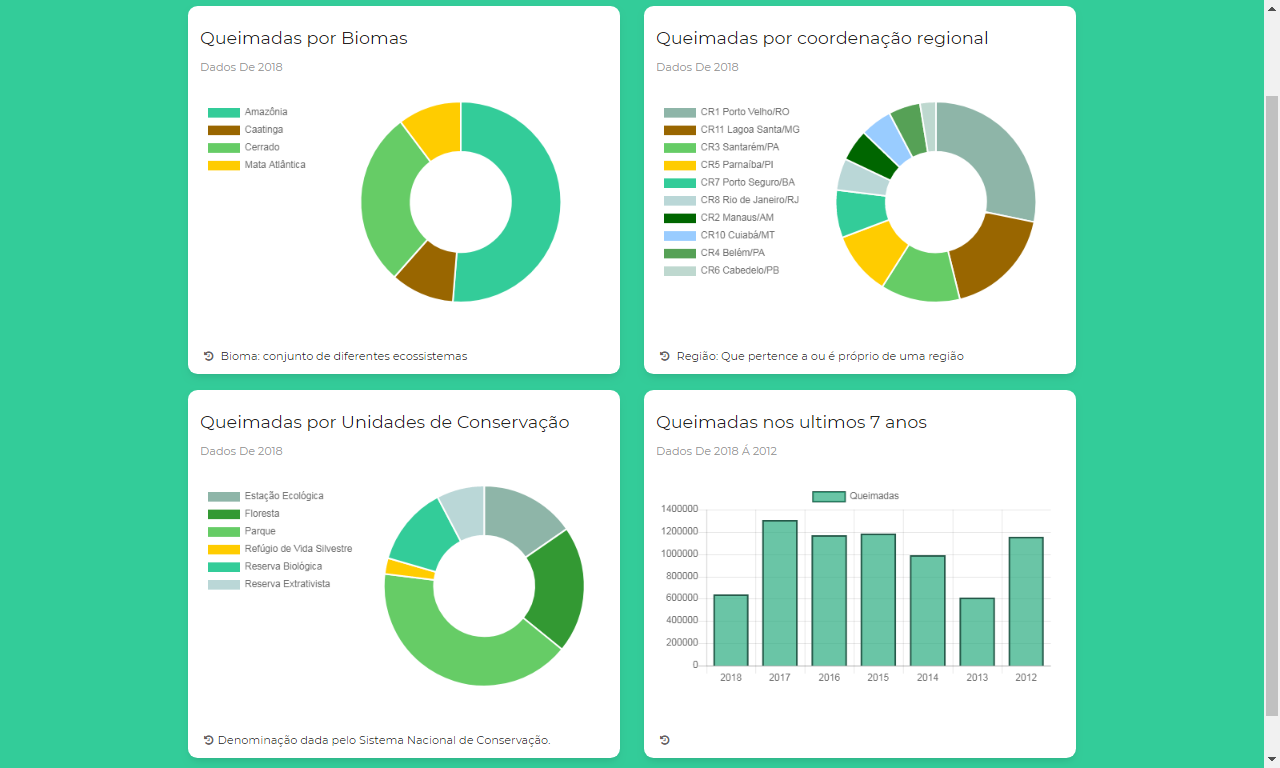 Queimadas por Biomas
Dados De 2018
Amazônia
Caatinga
Cerrado
Mata Atlântica
Bioma: conjunto de diferentes ecossistemas
Queimadas por coordenação regional
Dados De 2018
CR1 Porto Velho/RO
CR11 Lagoa Santa/MG
CR3 Santarém/PA
CR5 Parnaíba/PI
CR7 Porto Seguro/BA
CR8 Rio de Janeiro/RJ
CR2 Manaus/AM
CR10 Cuiabá/MT
CR4 Belém/PA
CR6 Cabedelo/PB
Região: Que pertence a ou é próprio de uma região
Queimadas por Unidades de Conservação
Dados De 2018
Estação Ecológica
Floresta
Parque
Refúgio de Vida Silvestre
Reserva Biológica
Reserva Extrativista
Denominação dada pelo Sistema Nacional de Conservação.
Queimadas nos ultimos 7 anos
Dados De 2018 Á 2012
Queimadas
1400000
1200000
1000000
800000
600000
400000
200000
0
2018 2017 2016 2015 2014 2013 2012